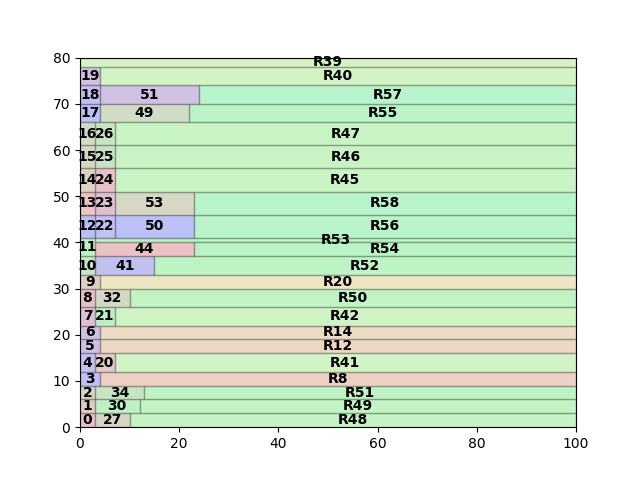 80
R39
19 R40
18 51 R57
70
17 49 R55
16 26 R47
60
15 25 R46
14 24 R45
50
13 23 53 R58
12 22 50 R56
40
R53
11 44 R54
10 41 R52
9 R20
30
8 32 R50
7 21 R42
6 R14
20
5 R12
4 20 R41
10
3 R8
2 34 R51
1 30 R49
0 27 R48
0
0 20 40 60 80 100